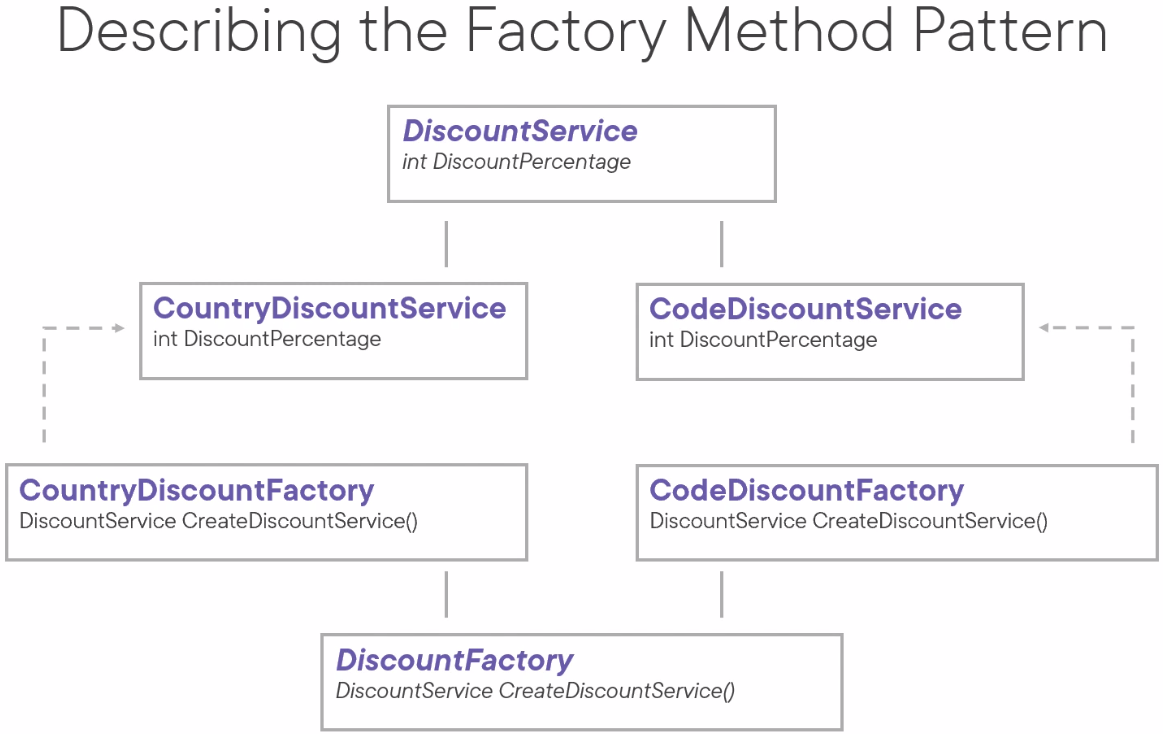 Describing the Factory Method Pattern
DiscountService
int DiscountPercentage
CountryDiscountService
int DiscountPercentage
CodeDiscountService
int DiscountPercentage
CountryDiscountFactory
DiscountService CreateDiscountService()
CodeDiscountFactory
DiscountService CreateDiscountService()
DiscountFactory
DiscountService CreateDiscountService()